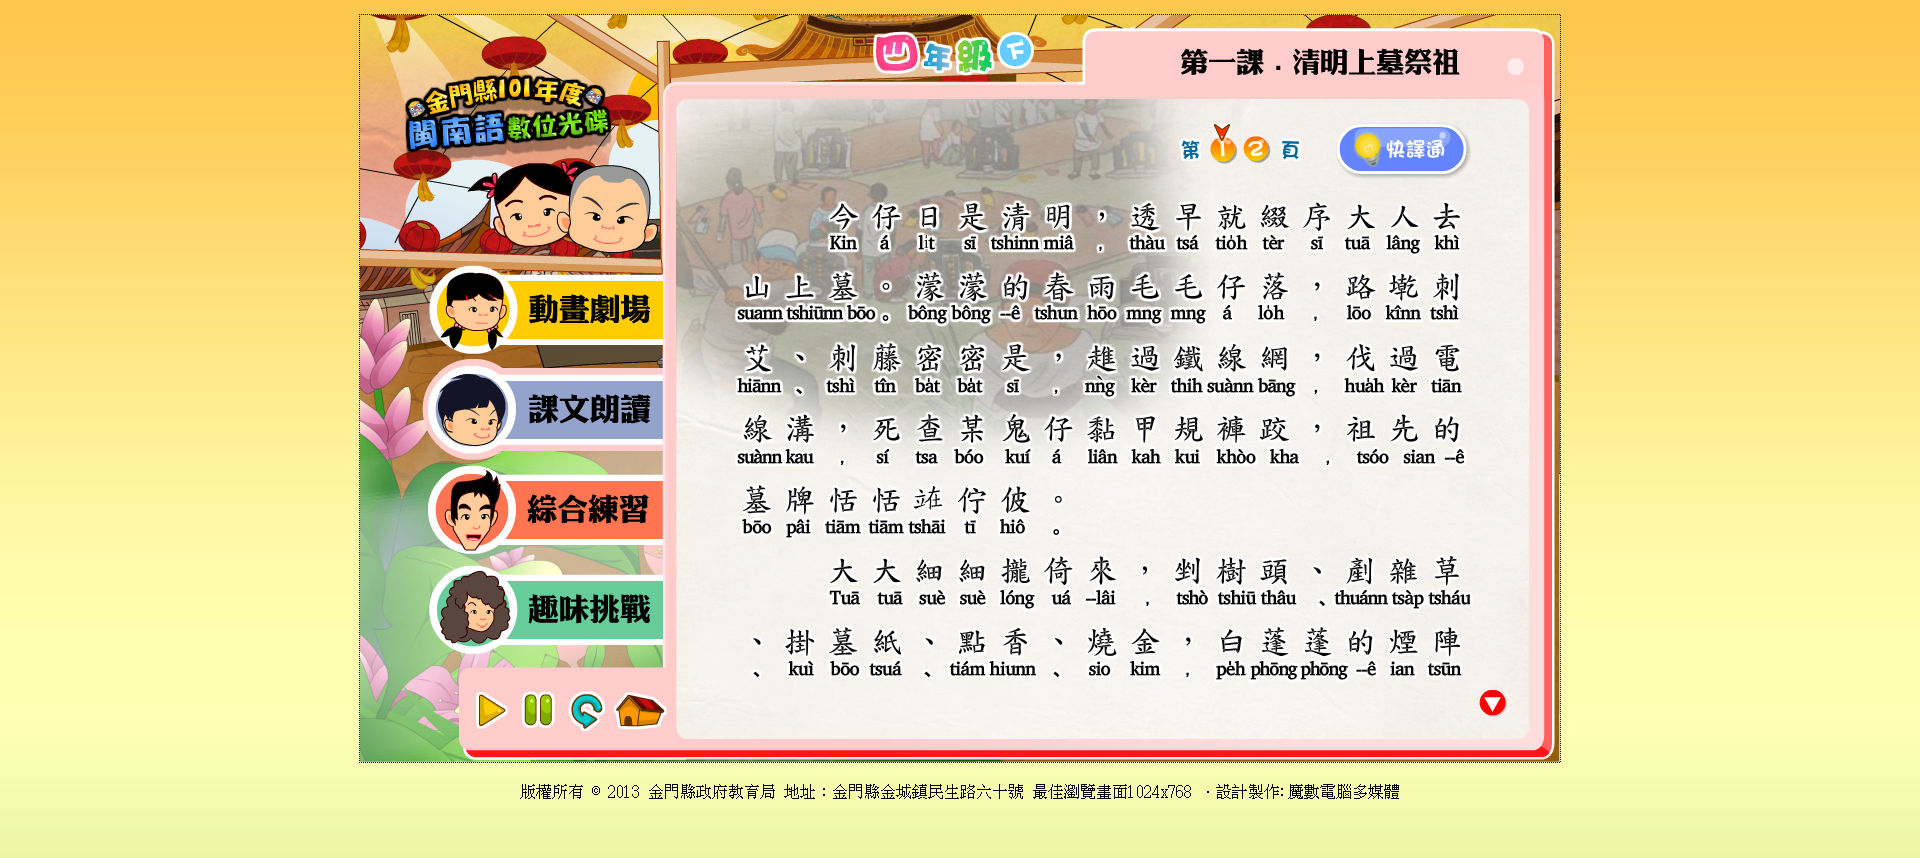 金門縣101年度
閩南語數位光碟
四年級下
第一課．清明上墓祭祖
第 1 2 頁
快譯通
動畫劇場
課文朗讀
綜合練習
趣味挑戰
今仔日是清明，透早就綴序大人去
Kin á li̍t sī tshinn miâ , thàu tsá tio̍h tèr sī tuā lâng khì
山上墓。濛濛的春雨毛毛仔落，路墘刺
suann tshiūnn bōo 。 bông bông --ê tshun hōo mng mng á lo̍h , lōo kînn tshì
艾、刺藤密密是，趖過鐵線網，伐過電
hiānn 、 tshì tîn ba̍t ba̍t sī , nǹg kèr thih suànn bāng , hua̍h kèr tiān
線溝，死查某鬼仔黏甲規褲跤，祖先的
suànn kau , sí tsa bóo kuí á liân kah kui khòo kha , tsóo sian --ê
墓牌恬恬徛佇彼。
bōo pâi tiām tiām tshāi tī hiô 。
大大細細攏倚來，剉樹頭、剷雜草
Tuā tuā suè suè lóng uá --lâi , tshò tshiū thâu 、 thuánn tsa̍p tsháu
、掛墓紙、點香、燒金，白蓬蓬的煙陣
、 kuì bōo tsuá 、 tiám hiunn 、 sio kim , pe̍h phōng phōng --ê ian tsūn
版權所有 © 2013 金門縣政府教育局 地址：金門縣金城鎮民生路六十號 最佳瀏覽畫面1024x768 ．設計製作: 魔數電腦多媒體